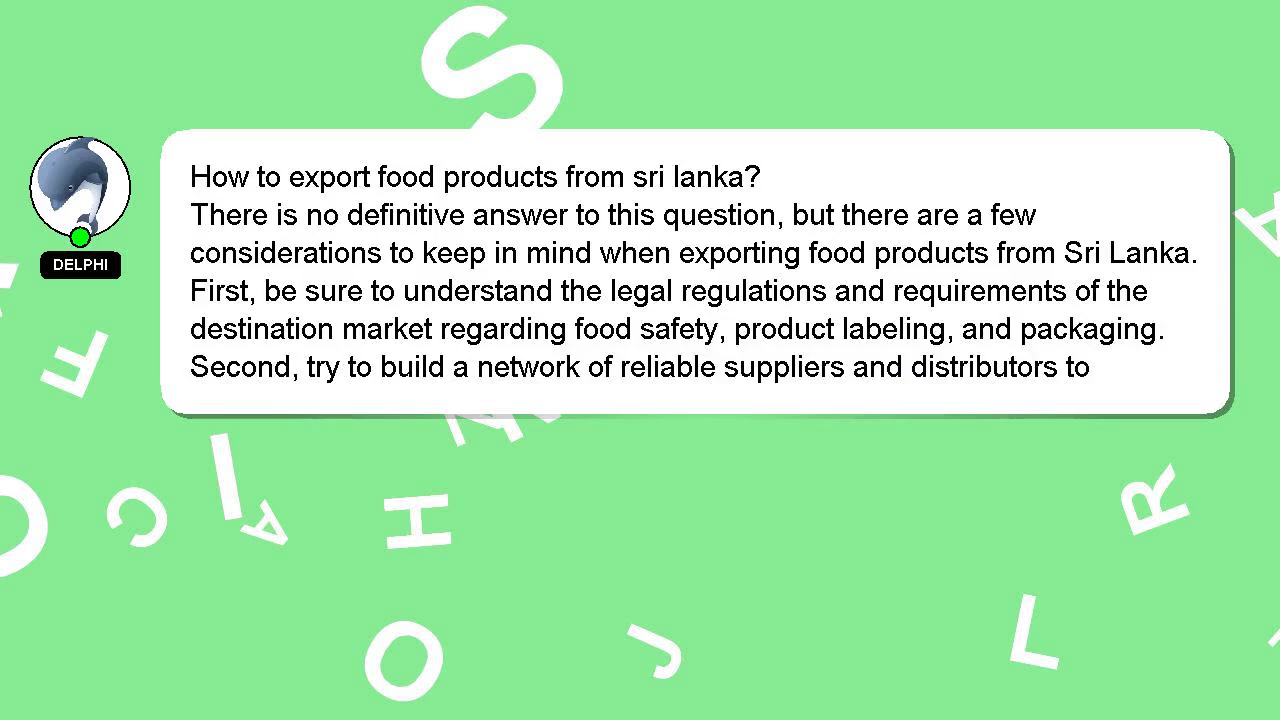 How to export food products from sri lanka?
There is no definitive answer to this question, but there are a few
considerations to keep in mind when exporting food products from Sri Lanka.
First, be sure to understand the legal regulations and requirements of the
destination market regarding food safety, product labeling, and packaging.
Second, try to build a network of reliable suppliers and distributors to
DELPHI
S
A
F
I
C
A
H
R
O
J
L